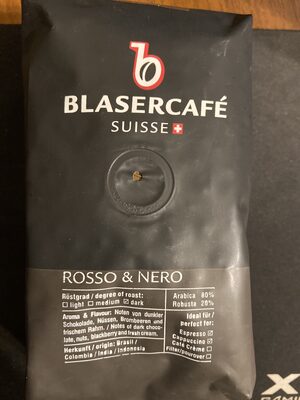 b
BLASERCAFÉ
SUISSE
ROSSO & NERO
Röstgrad / degree of roast:
☐ light ☐ medium ☑ dark
Aroma & Flavour: Noten von dunkler
Schokolade, Nüssen, Brombeeren und
frischem Rahm. / Notes of dark choco-
late, nuts, blackberry and fresh cream.
Herkunft / origin: Brasil /
Colombia / India / Indonesia
Arabica 80%
Robusta 20%
Ideal für /
perfect for:
Espresso ☑
Cappuccino ☑
Café Crème ☐
Filter/pourover ☐
X